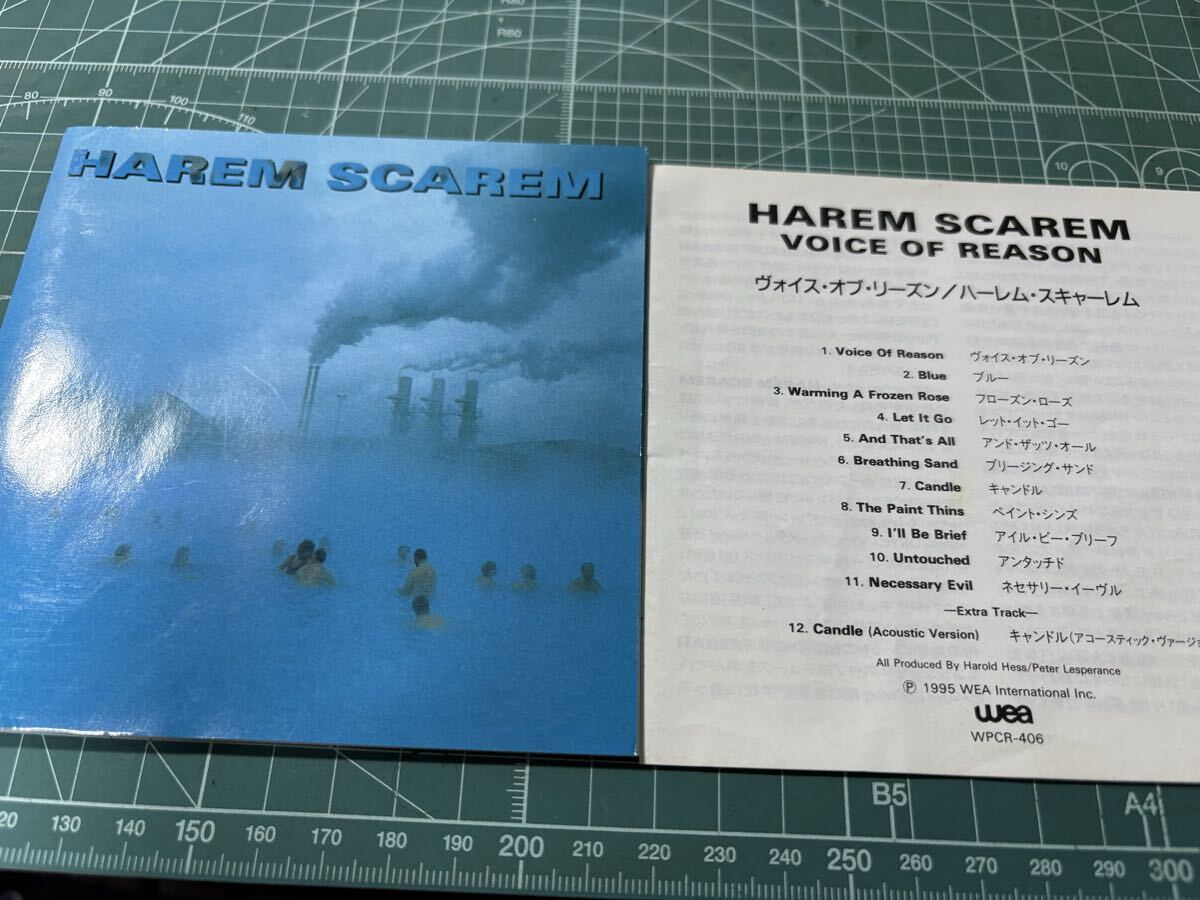 R80
R60
80
90
100
110
10
9
HAREM SCAREM
HAREM SCAREM
VOICE OF REASON
ヴォイス・オブ・リーズン/ハーレム・スキャーレム
1. Voice Of Reason ヴォイス・オブ・リーズン
2. Blue ブルー
3. Warming A Frozen Rose フローズン・ローズ
4. Let It Go レット・イット・ゴー
5. And That's All アンド・ザッツ・オール
6. Breathing Sand ブリージング・サンド
7. Candle キャンドル
8. The Paint Thins ペイント・シンズ
9. I'll Be Brief アイル・ビー・ブリーフ
10. Untouched アンタッチド
11. Necessary Evil ネセサリー・イーヴル
—Extra Track—
12. Candle (Acoustic Version) キャンドル(アコースティック・ヴァージョ
All Produced By Harold Hess/Peter Lesperance
Ⓟ 1995 WEA International Inc.
wea
WPCR-406
B5
A4
20 130 140 150 160 170 180 190 200 210 220 230 240 250 260 270 280 290 300